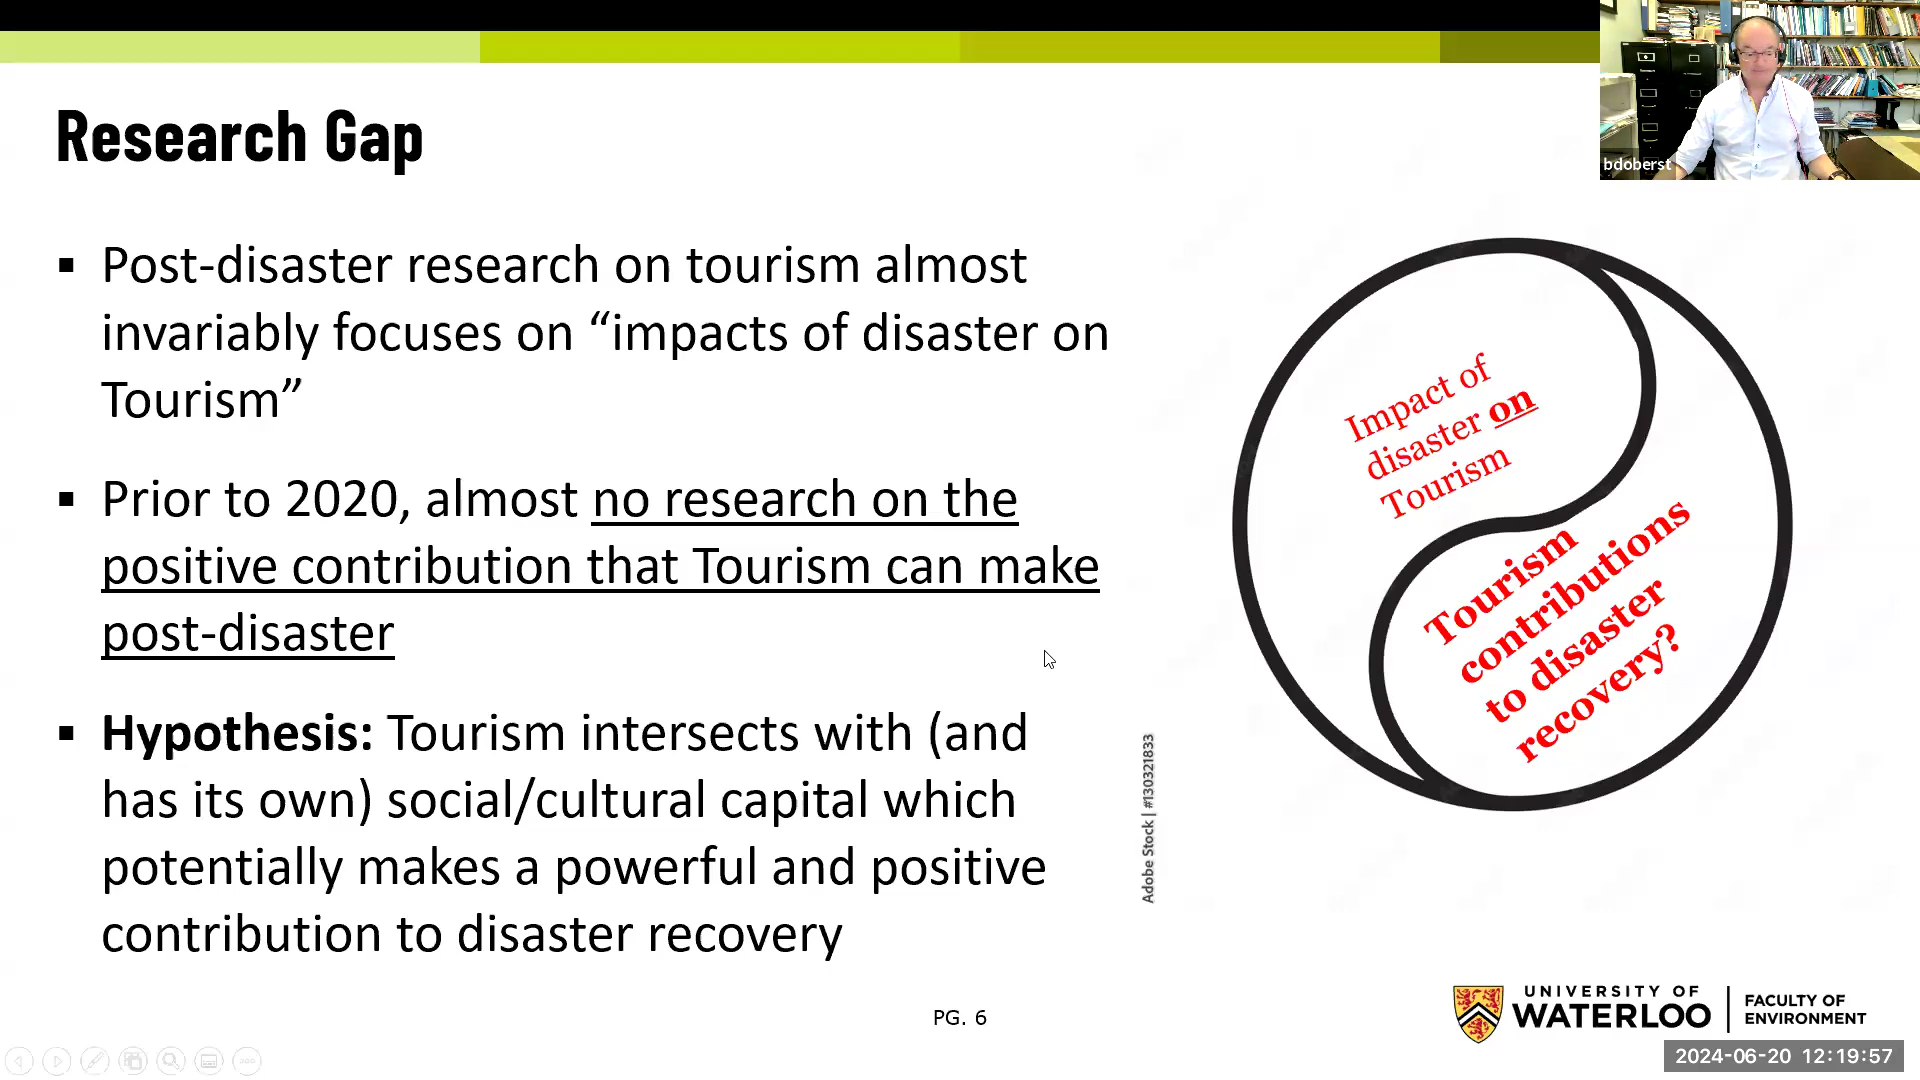 bdoberst
Research Gap
▪ Post-disaster research on tourism almost
invariably focuses on “impacts of disaster on
Tourism”
▪ Prior to 2020, almost no research on the
positive contribution that Tourism can make
post-disaster
▪ Hypothesis: Tourism intersects with (and
has its own) social/cultural capital which
potentially makes a powerful and positive
contribution to disaster recovery
Impact of
disaster on
Tourism
Tourism
contributions
to disaster
recovery?
Adobe Stock | #130321833
PG. 6
UNIVERSITY OF
WATERLOO
FACULTY OF
ENVIRONMENT
2024-06-20 12:19:57